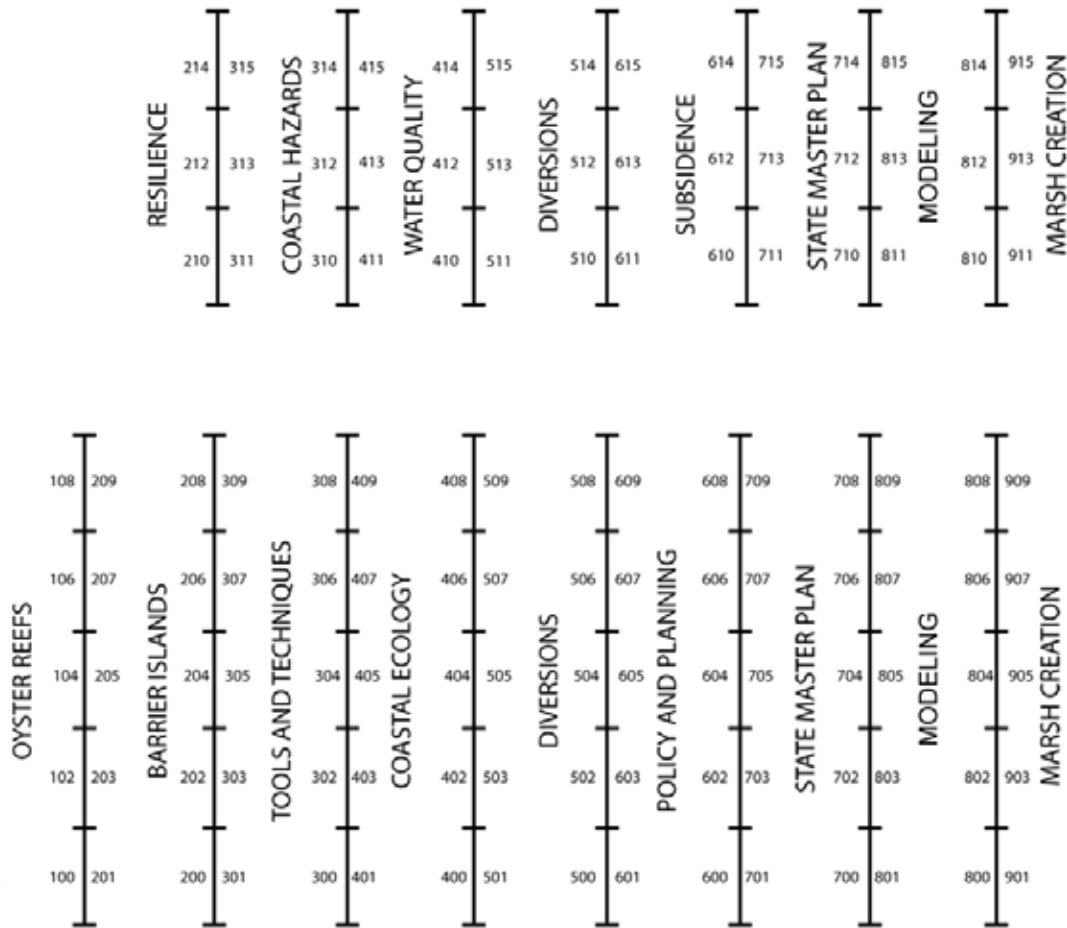 214 315 314 415 414 515 514 615 614 715 714 815 814 915
RESILIENCE
COASTAL HAZARDS
WATER QUALITY
DIVERSIONS
SUBSIDENCE
STATE MASTER PLAN
MODELING
MARSH CREATION
212 313 312 413 412 513 512 613 612 713 712 813 812 913
210 311 310 411 410 511 510 611 610 711 710 811 810 911
108 209 208 309 308 409 408 509 508 609 608 709 708 809 808 909
106 207 206 307 306 407 406 507 506 607 606 707 706 807 806 907
OYSTER REEFS
BARRIER ISLANDS
TOOLS AND TECHNIQUES
COASTAL ECOLOGY
DIVERSIONS
POLICY AND PLANNING
STATE MASTER PLAN
MODELING
MARSH CREATION
104 205 204 305 304 405 404 505 504 605 604 705 704 805 804 905
102 203 202 303 302 403 402 503 502 603 602 703 702 803 802 903
100 201 200 301 300 401 400 501 500 601 600 701 700 801 800 901